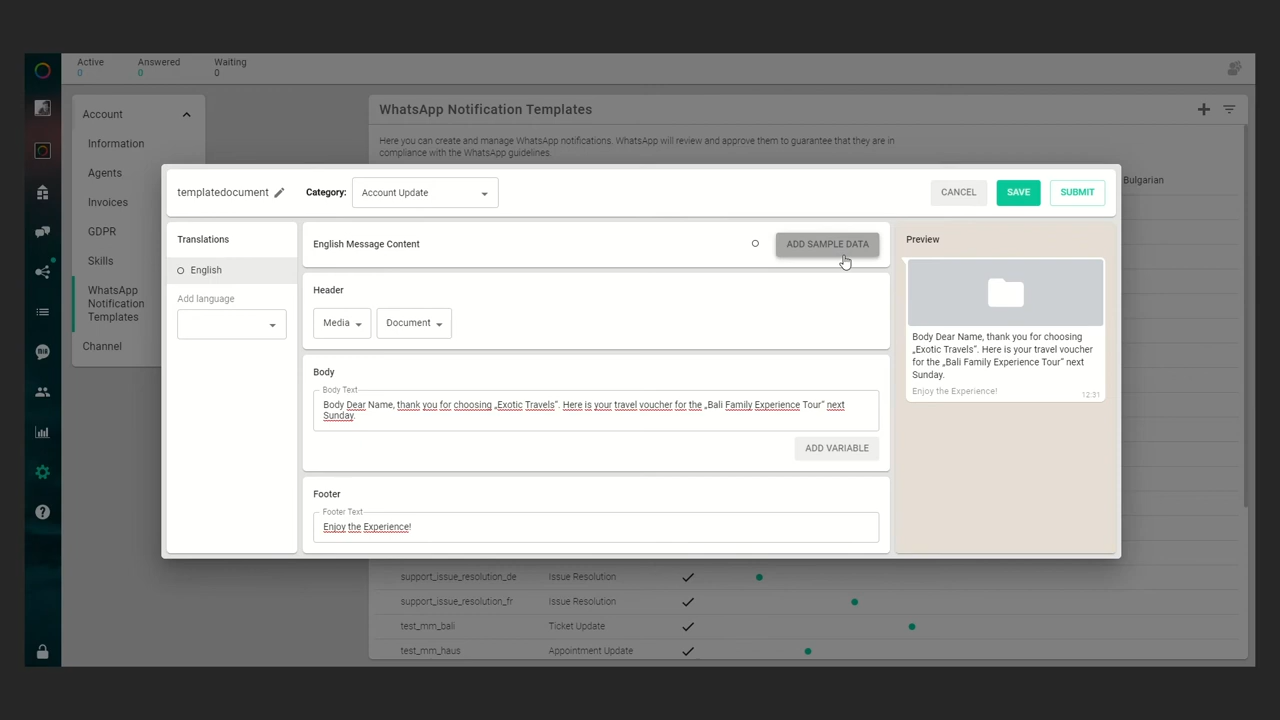 Active
0
Answered
0
Waiting
0
Account
Information
Agents
Invoices
GDPR
Skills
WhatsApp
Notification
Templates
Channel
WhatsApp Notification Templates
Here you can create and manage WhatsApp notifications. WhatsApp will review and approve them to guarantee that they are in
compliance with the WhatsApp guidelines.
Bulgarian
templatedocument
Category:
Account Update
CANCEL
SAVE
SUBMIT
Translations
English
Add language
English Message Content
ADD SAMPLE DATA
Header
Media
Document
Body
Body Text
Body Dear Name, thank you for choosing „Exotic Travels“. Here is your travel voucher for the „Bali Family Experience Tour“ next
Sunday.
ADD VARIABLE
Footer
Footer Text
Enjoy the Experience!
Preview
Body Dear Name, thank you for choosing
„Exotic Travels“. Here is your travel voucher
for the „Bali Family Experience Tour“ next
Sunday.
Enjoy the Experience!
12:31
support_issue_resolution_de Issue Resolution
support_issue_resolution_fr Issue Resolution
test_mm_bali Ticket Update
test_mm_haus Appointment Update